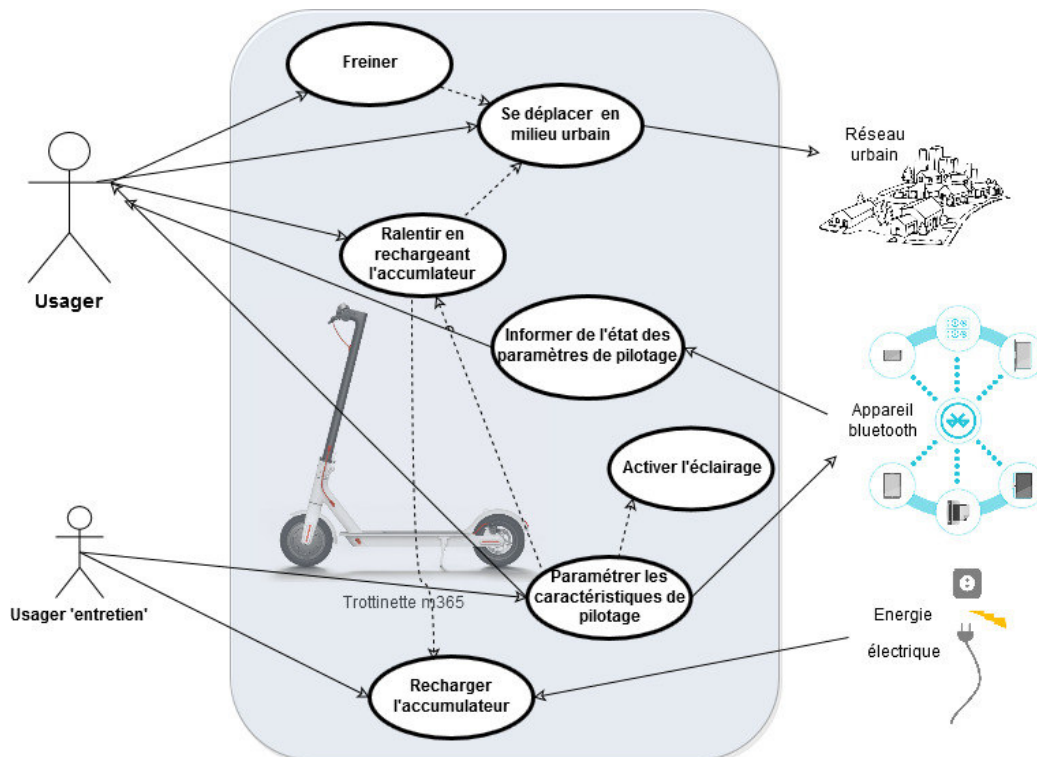 Freiner
Se déplacer en
milieu urbain
Réseau
urbain
Usager
Ralentir en
rechargeant
l'accumlateur
Informer de l'état des
paramètres de pilotage
Appareil
bluetooth
Activer l'éclairage
Usager 'entretien'
Trottinette m365
Paramétrer les
caractéristiques de
pilotage
Energie
électrique
Recharger
l'accumulateur